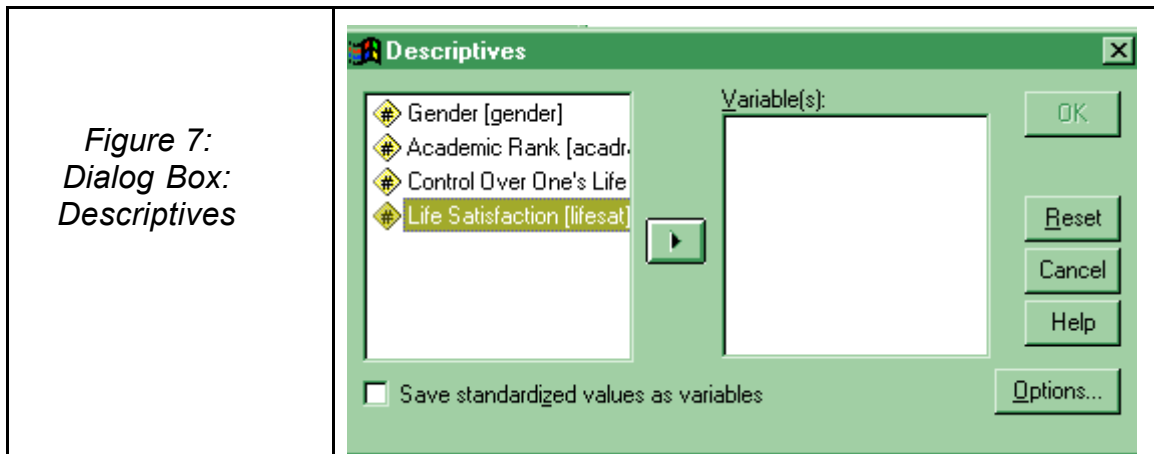 Figure 7:
Dialog Box:
Descriptives
Descriptives
# Gender [gender]
# Academic Rank [acadr
# Control Over One's Life
# Life Satisfaction [lifesat]
Variable(s):
OK
Reset
Cancel
Help
Save standardized values as variables
Options...